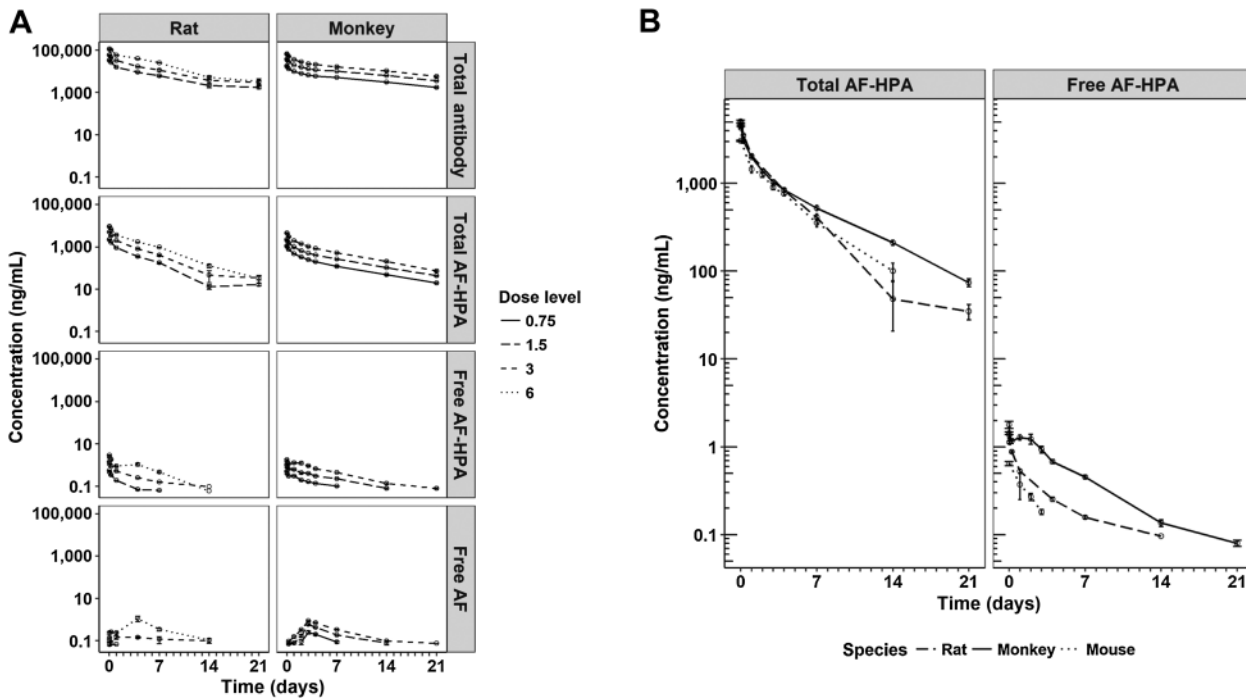 A
Rat
Monkey
100,000
1,000
10
0.1
Total antibody
100,000
1,000
10
0.1
Total AF-HPA
100,000
1,000
10
0.1
Free AF-HPA
100,000
1,000
10
0.1
Free AF
Concentration (ng/mL)
0 7 14 21
0 7 14 21
Time (days)
Dose level
0.75
1.5
3
6
B
Total AF-HPA
Free AF-HPA
1,000
100
10
1
0.1
Concentration (ng/mL)
0 7 14 21
0 7 14 21
Time (days)
Species Rat Monkey Mouse